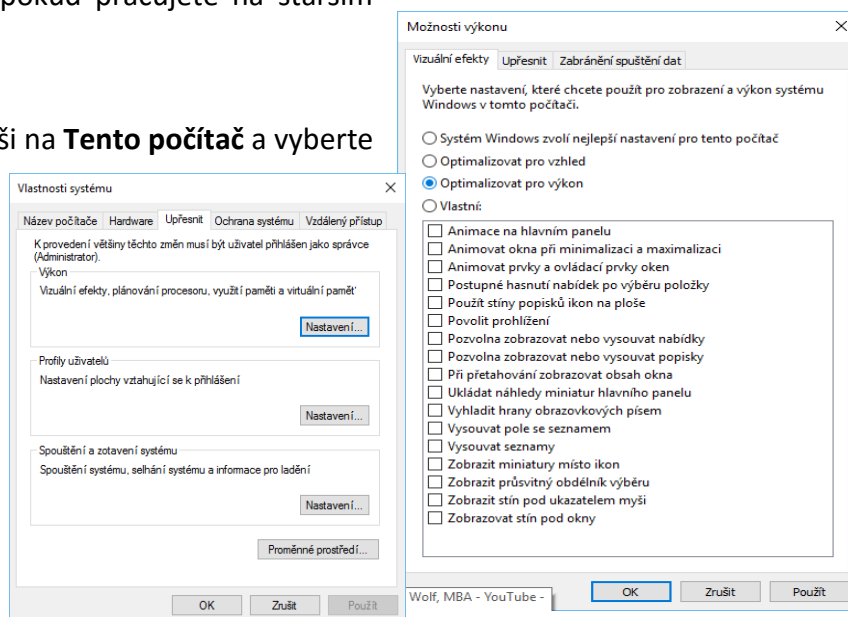 pokud pracujete na starším
ši na Tento počítač a vyberte
Vlastnosti systému
Název počítače Hardware Upřesnit Ochrana systému Vzdálený přístup
K provedení většiny těchto změn musí být uživatel přihlášen jako správce
(Administrator).
Výkon
Vizuální efekty, plánování procesoru, využití paměti a virtuální paměť
Nastavení...
Profily uživatelů
Nastavení plochy vztahující se k přihlášení
Nastavení...
Spouštění a zotavení systému
Spouštění systému, selhání systému a informace pro ladění
Nastavení...
Proměnné prostředí...
OK Zrušit Použít
Možnosti výkonu
Vizuální efekty Upřesnit Zabránění spuštění dat
Vyberte nastavení, které chcete použít pro zobrazení a výkon systému
Windows v tomto počítači.
Systém Windows zvolí nejlepší nastavení pro tento počítač
Optimalizovat pro vzhled
Optimalizovat pro výkon
Vlastní:
Animace na hlavním panelu
Animovat okna při minimalizaci a maximalizaci
Animovat prvky a ovládací prvky oken
Postupné hasnutí nabídek po výběru položky
Použít stíny popisků ikon na ploše
Povolit prohlížení
Pozvolna zobrazovat nebo vysouvat nabídky
Pozvolna zobrazovat nebo vysouvat popisky
Při přetahování zobrazovat obsah okna
Ukládat náhledy miniatur hlavního panelu
Vyhladit hrany obrazovkových písem
Vysouvat pole se seznamem
Vysouvat seznamy
Zobrazit miniatury místo ikon
Zobrazit průsvitný obdélník výběru
Zobrazit stín pod ukazatelem myši
Zobrazovat stín pod okny
OK Zrušit Použít
Wolf, MBA - YouTube -